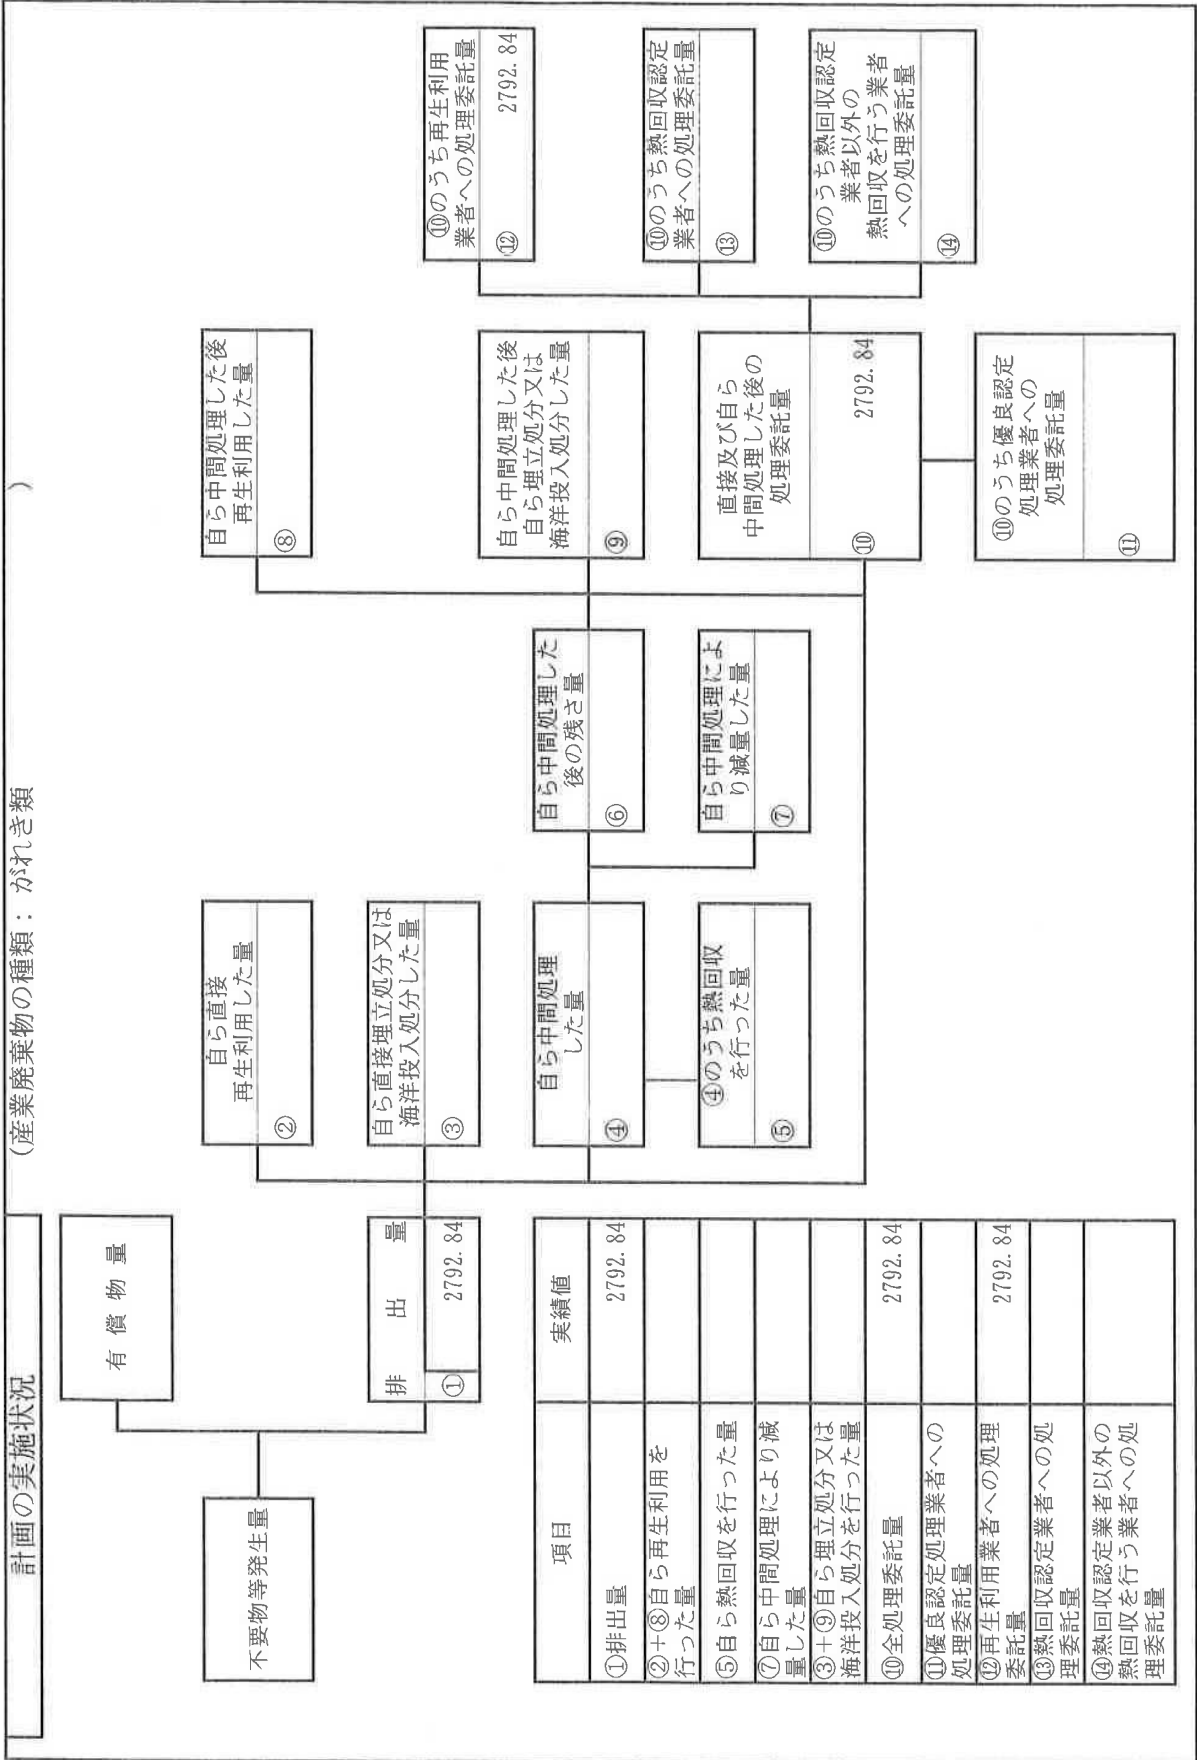 計画の実施状況
(産業廃棄物の種類：がれき類 )
不要物等発生量
有償物量
排出量
① 2792.84
自ら直接
再生利用した量
②
自ら直接埋立処分又は
海洋投入処分した量
③
自ら中間処理
した量
④
④のうち熱回収
を行った量
⑤
自ら中間処理した
後の残さ量
⑥
自ら中間処理によ
り減量した量
⑦
自ら中間処理した後
再生利用した量
⑧
自ら中間処理した後
自ら埋立処分又は
海洋投入処分した量
⑨
直接及び自ら
中間処理した後の
処理委託量
⑩ 2792.84
⑩のうち優良認定
処理業者への
処理委託量
⑪
⑩のうち再生利用
業者への処理委託量
⑫ 2792.84
⑩のうち熱回収認定
業者への処理委託量
⑬
⑩のうち熱回収認定
業者以外の
熱回収を行う業者
への処理委託量
⑭
項目 実績値
①排出量 2792.84
②+⑧自ら再生利用を
行った量
⑤自ら熱回収を行った量
⑦自ら中間処理により減
量した量
③+⑨自ら埋立処分又は
海洋投入処分を行った量
⑩全処理委託量 2792.84
⑪優良認定処理業者への
処理委託量
⑫再生利用業者への処理
委託量 2792.84
⑬熱回収認定業者への処
理委託量
⑭熱回収認定業者以外の
熱回収を行う業者への処
理委託量